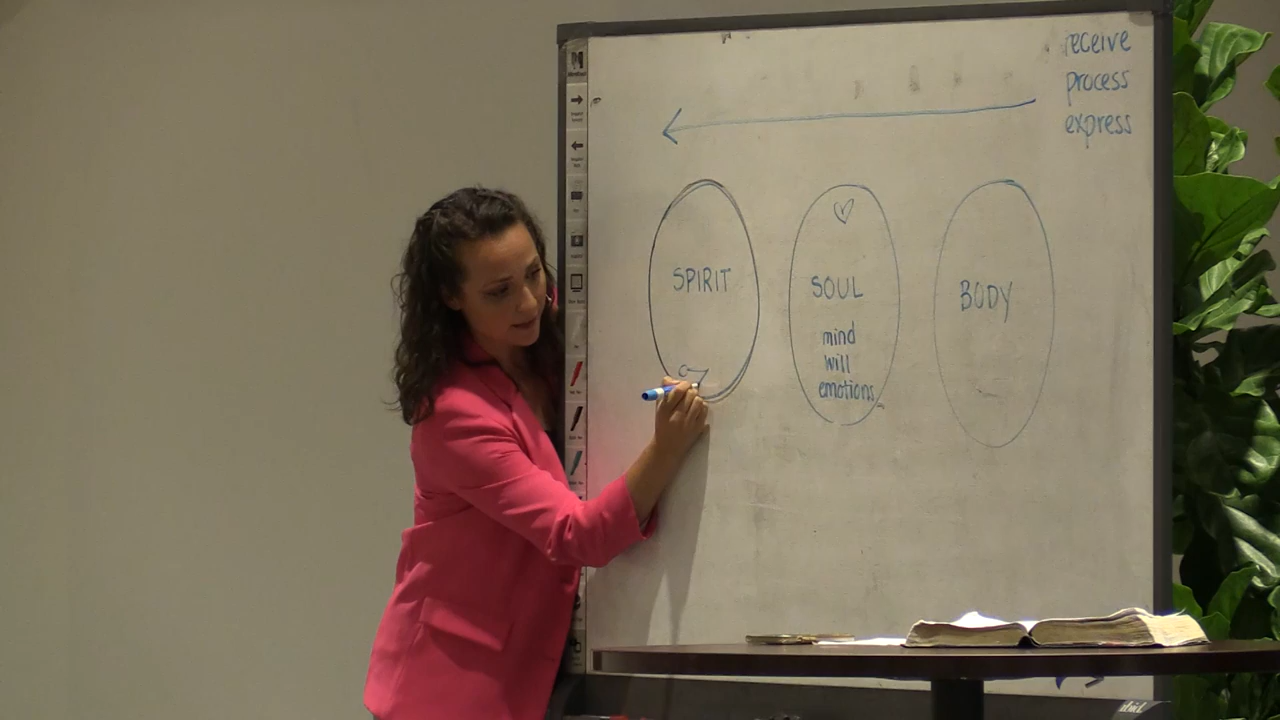 receive
process
express
SPIRIT
SOUL
mind
will
emotions
BODY